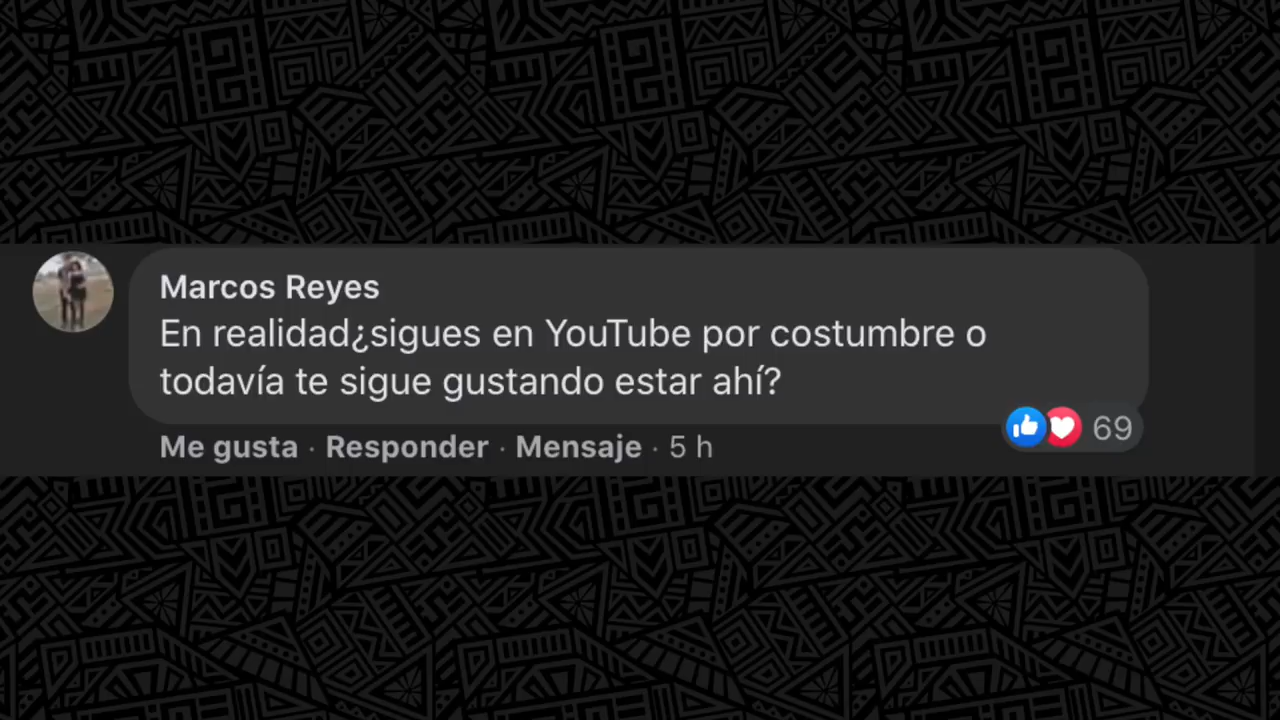 Marcos Reyes
En realidad¿sigues en YouTube por costumbre o
todavía te sigue gustando estar ahí?
Me gusta · Responder · Mensaje · 5 h
69